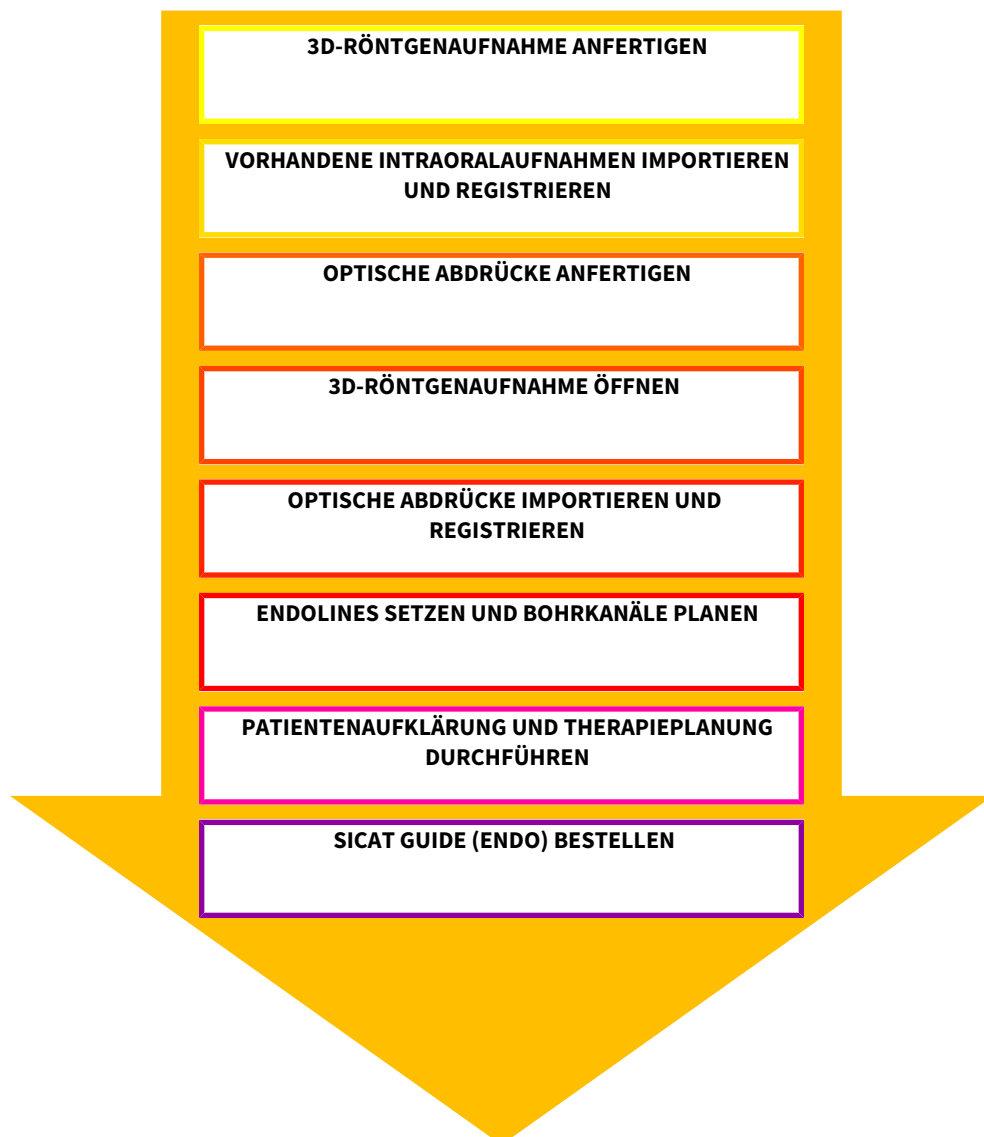 3D-RÖNTGENAUFNAHME ANFERTIGEN
VORHANDENE INTRAORALAUFNAHMEN IMPORTIEREN
UND REGISTRIEREN
OPTISCHE ABDRÜCKE ANFERTIGEN
3D-RÖNTGENAUFNAHME ÖFFNEN
OPTISCHE ABDRÜCKE IMPORTIEREN UND
REGISTRIEREN
ENDOLINES SETZEN UND BOHRKANÄLE PLANEN
PATIENTENAUFKLÄRUNG UND THERAPIEPLANUNG
DURCHFÜHREN
SICAT GUIDE (ENDO) BESTELLEN